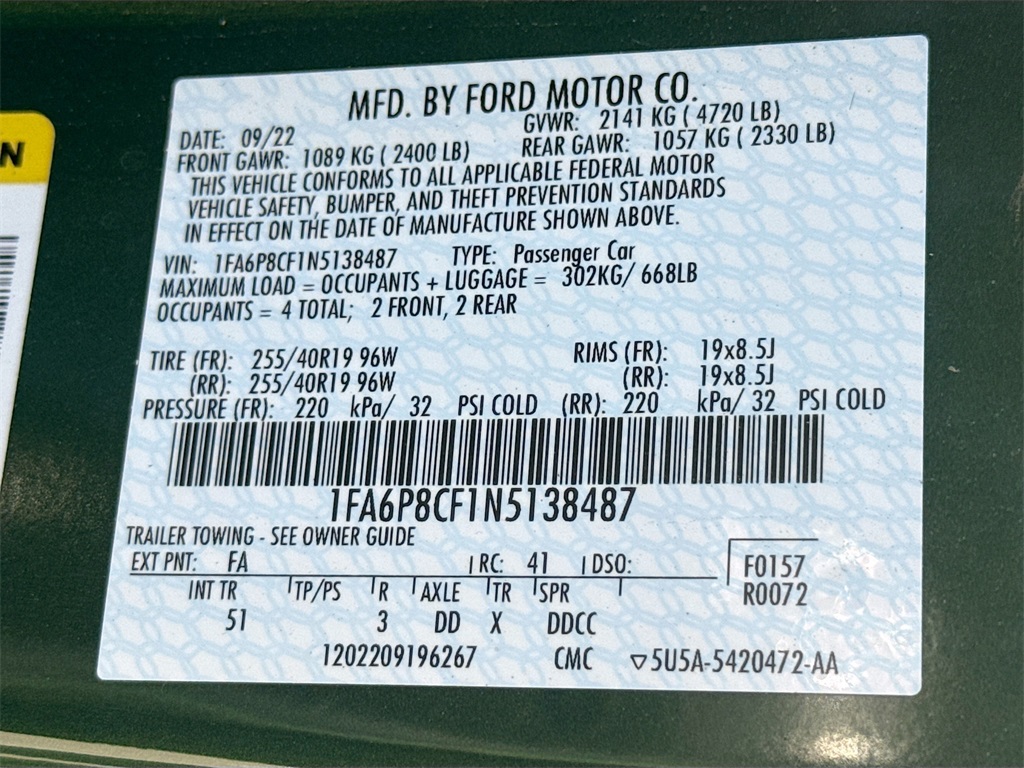 N
MFD. BY FORD MOTOR CO.
DATE: 09/22 GVWR: 2141 KG ( 4720 LB)
FRONT GAWR: 1089 KG ( 2400 LB) REAR GAWR: 1057 KG ( 2330 LB)
THIS VEHICLE CONFORMS TO ALL APPLICABLE FEDERAL MOTOR
VEHICLE SAFETY, BUMPER, AND THEFT PREVENTION STANDARDS
IN EFFECT ON THE DATE OF MANUFACTURE SHOWN ABOVE.
VIN: 1FA6P8CF1N5138487 TYPE: Passenger Car
MAXIMUM LOAD = OCCUPANTS + LUGGAGE = 302KG/ 668LB
OCCUPANTS = 4 TOTAL; 2 FRONT, 2 REAR
TIRE (FR): 255/40R19 96W RIMS (FR): 19x8.5J
(RR): 255/40R19 96W (RR): 19x8.5J
PRESSURE (FR): 220 kPa/ 32 PSI COLD (RR): 220 kPa/ 32 PSI COLD
1FA6P8CF1N5138487
TRAILER TOWING - SEE OWNER GUIDE
EXT PNT: FA RC: 41 DSO: F0157
INT TR TP/PS R AXLE TR SPR R0072
51 3 DD X DDCC
1202209196267 CMC ▽5U5A-5420472-AA